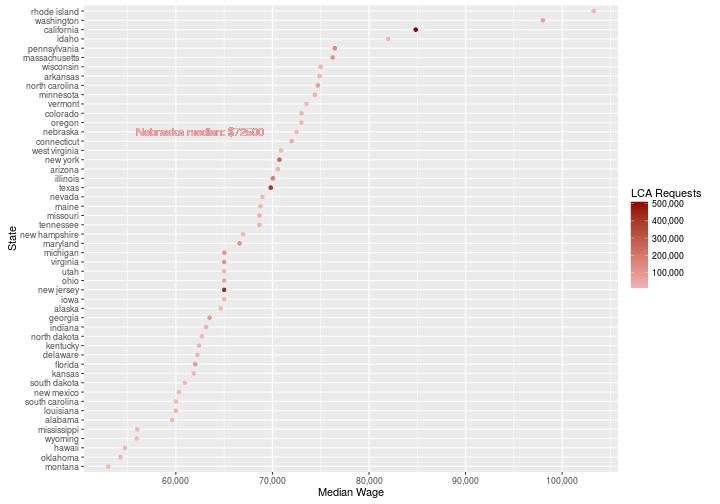 rhode island
washington
california
idaho
pennsylvania
massachusetts
wisconsin
arkansas
north carolina
minnesota
vermont
colorado
oregon
nebraska
Nebraska median: $72500
connecticut
west virginia
new york
arizona
illinois
texas
nevada
maine
missouri
tennessee
new hampshire
maryland
michigan
virginia
utah
ohio
new jersey
iowa
alaska
georgia
indiana
north dakota
kentucky
delaware
florida
kansas
south dakota
new mexico
south carolina
louisiana
alabama
mississippi
wyoming
hawaii
oklahoma
montana
State
60,000
70,000
80,000
90,000
100,000
Median Wage
LCA Requests
500,000
400,000
300,000
200,000
100,000